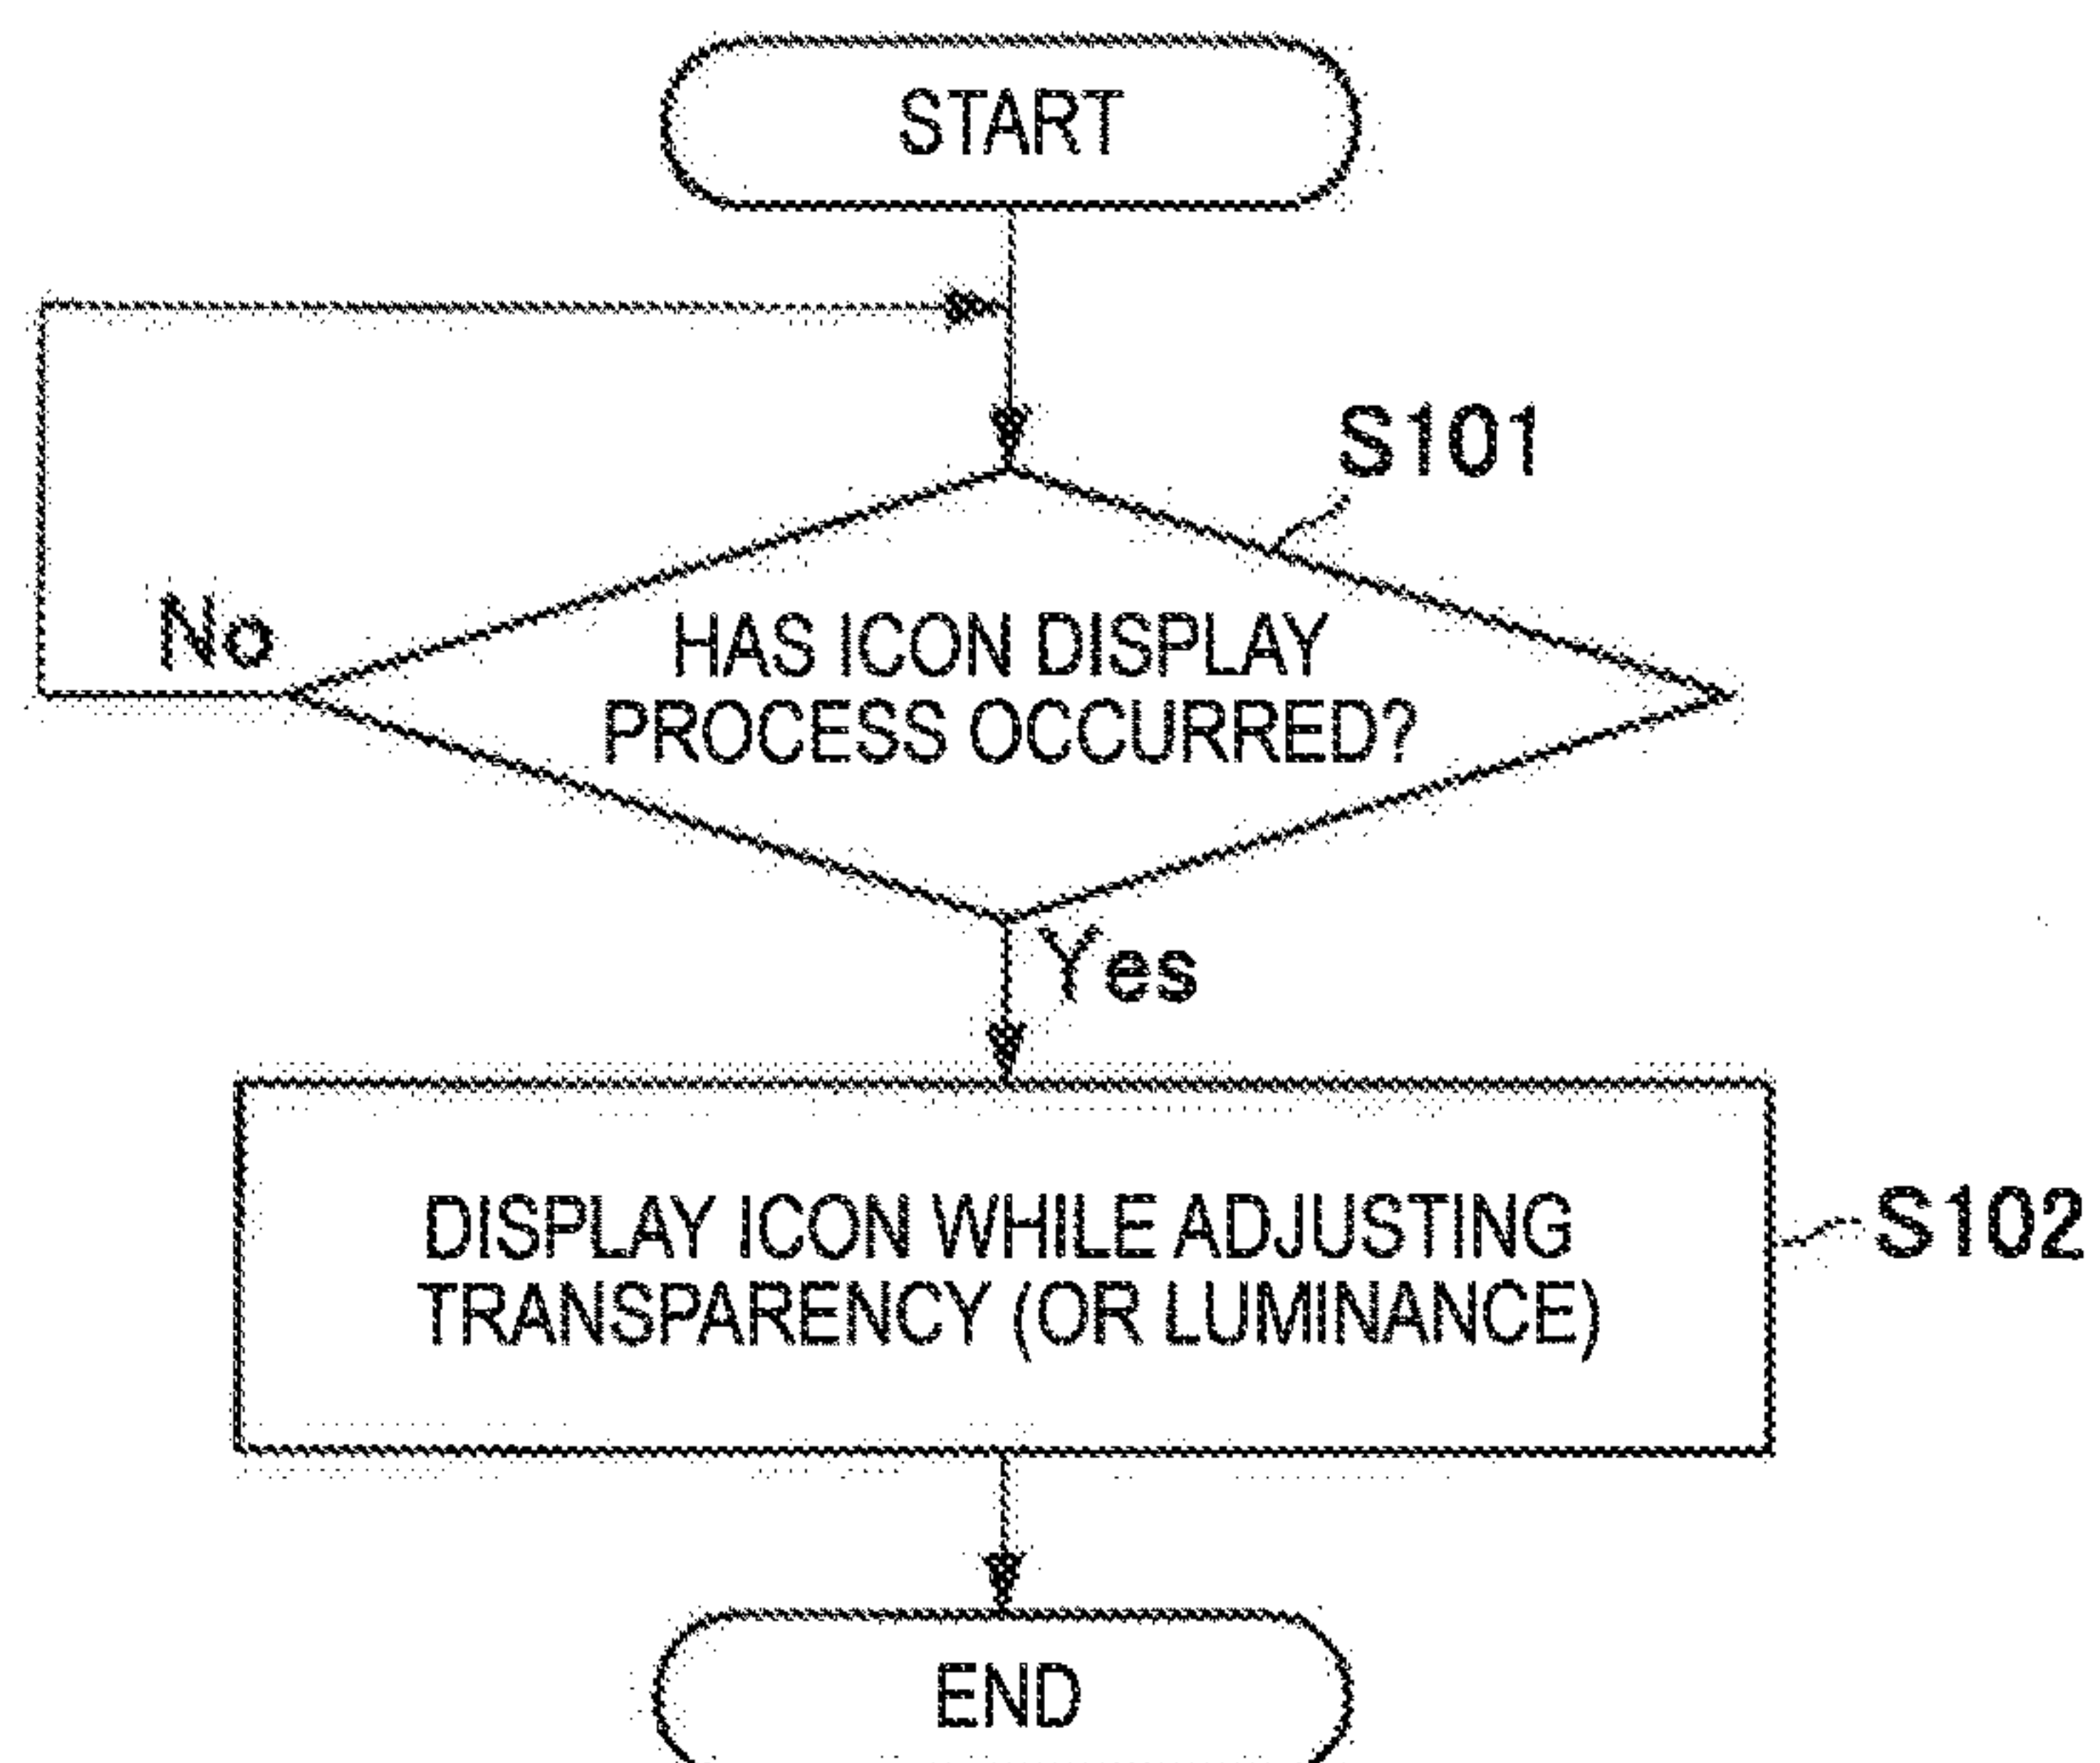 START
S101
No
HAS ICON DISPLAY
PROCESS OCCURRED?
Yes
DISPLAY ICON WHILE ADJUSTING
TRANSPARENCY (OR LUMINANCE)
S102
END